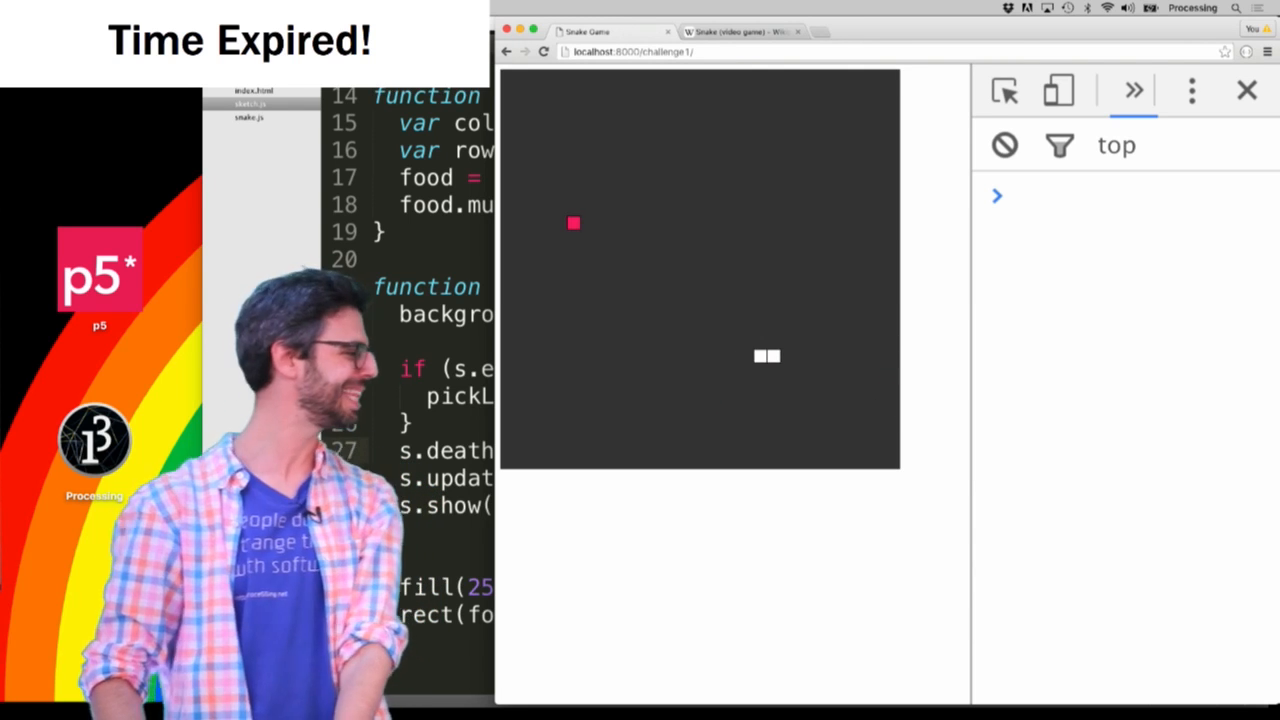 Time Expired!
Processing
Snake Game
Snake (video game) - Wiki
You
localhost:8000/challenge1/
index.html
sketch.js
snake.js
14 function
15 var col
16 var row
17 food =
18 food.mu
19 }
20
function
backgro
if (s.e
pickL
}
27 s.death
s.updat
s.show(
fill(25
rect(fo
top
p5*
p5
Processing
eople d
change t
with softw